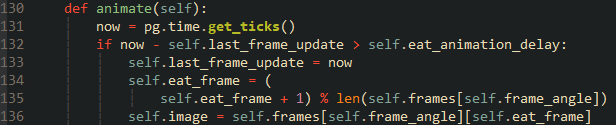 130     def animate(self):
131         now = pg.time.get_ticks()
132         if now - self.last_frame_update > self.eat_animation_delay:
133             self.last_frame_update = now
134             self.eat_frame = (
135                 self.eat_frame + 1) % len(self.frames[self.frame_angle])
136             self.image = self.frames[self.frame_angle][self.eat_frame]